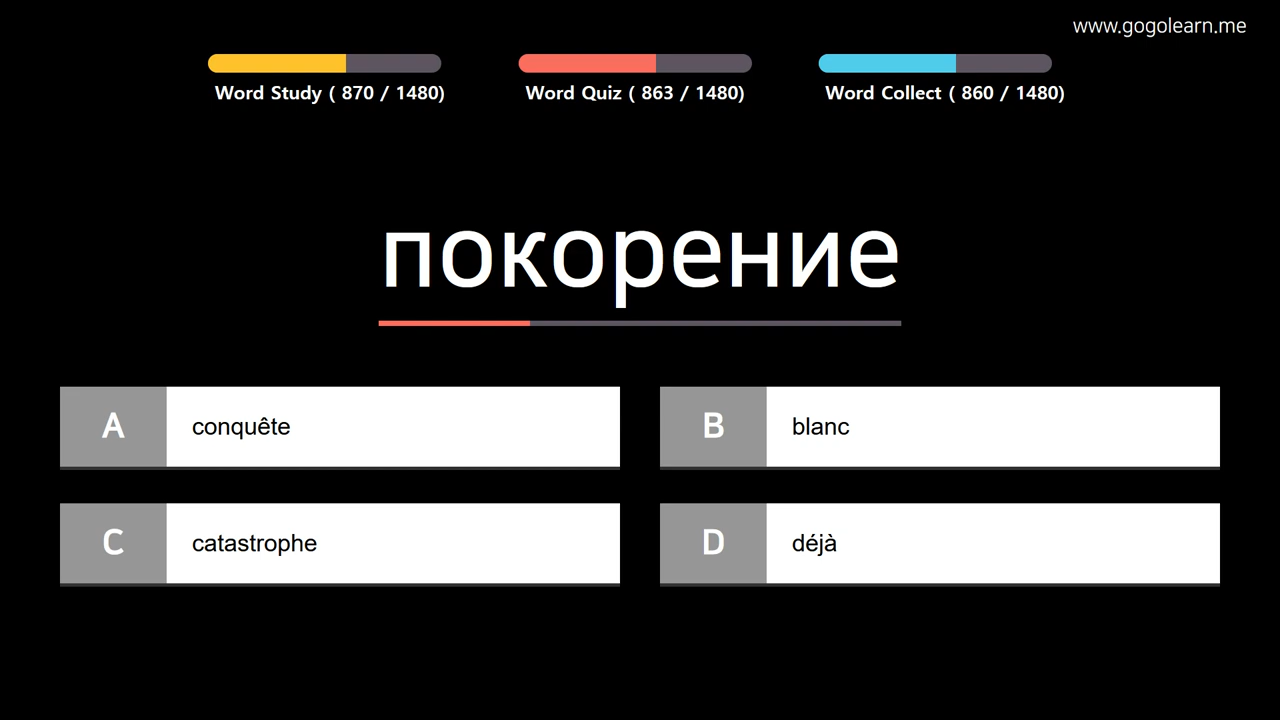 www.gogolearn.me
Word Study ( 870 / 1480)
Word Quiz ( 863 / 1480)
Word Collect ( 860 / 1480)
покорение
A conquête
B blanc
C catastrophe
D déjà